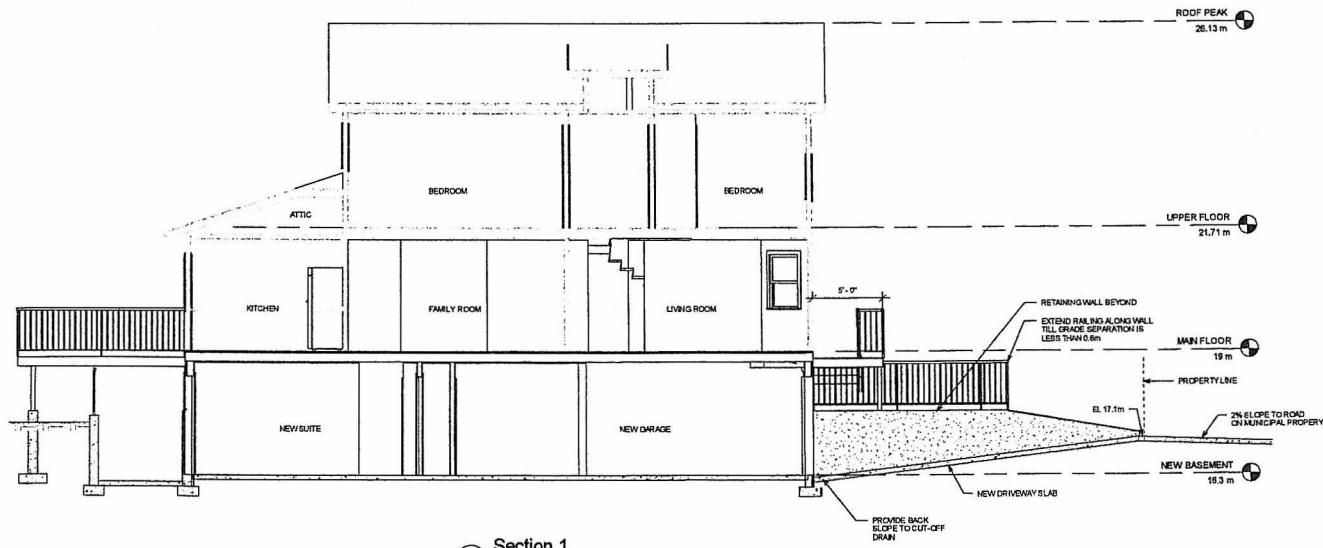 ROOF PEAK
26.13 m
BEDROOM
BEDROOM
ATTIC
UPPER FLOOR
21.71 m
5'-0"
RETAINING WALL BEYOND
KITCHEN
FAMILY ROOM
LIVING ROOM
EXTEND RAILING ALONG WALL
TILL GRADE SEPARATION IS
LESS THAN 0.6m
MAIN FLOOR
19 m
PROPERTY LINE
EL 17.1m
2% SLOPE TO ROAD
ON MUNICIPAL PROPERY
NEW SUITE
NEW GARAGE
NEW BASEMENT
16.3 m
NEW DRIVEWAY SLAB
PROVIDE BACK
SLOPE TO CUT-OFF
DRAIN
Section 1